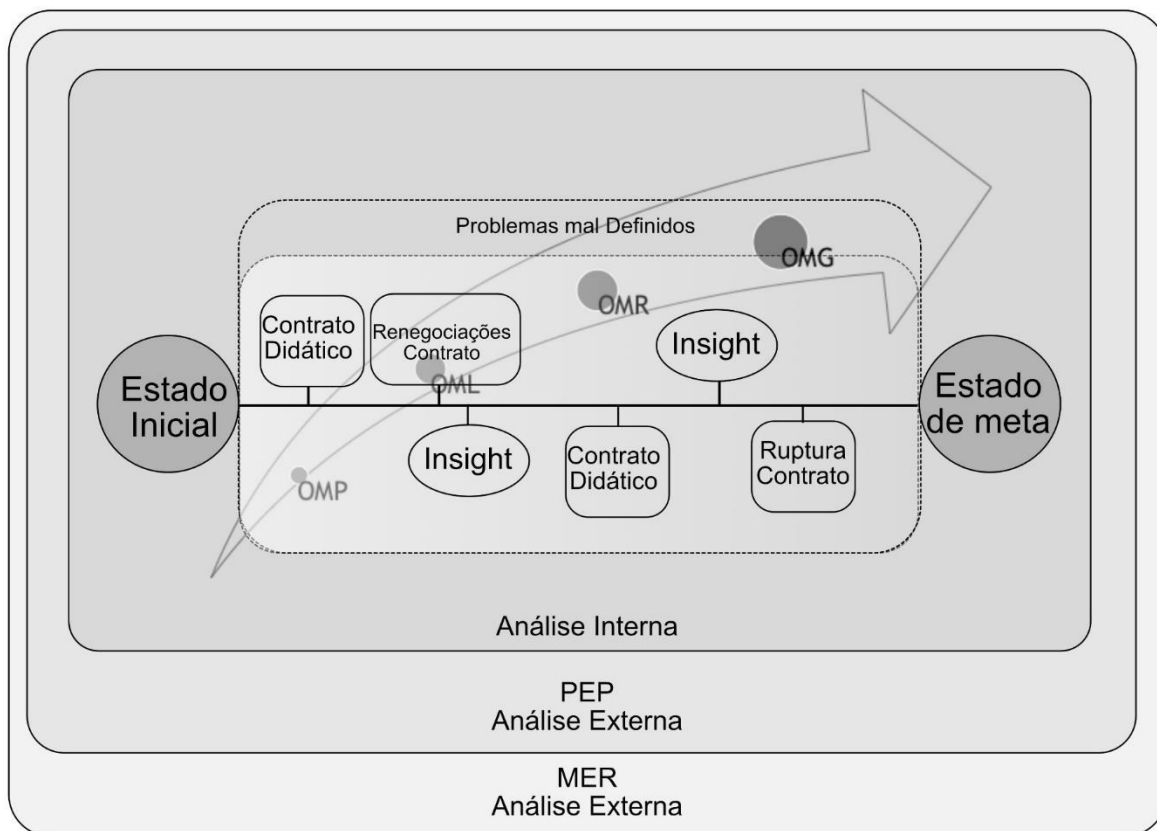 Problemas mal Definidos
OMG
OMR
Contrato
Didático
Renegociações
Contrato
OML
Insight
Estado
Inicial
Estado
de meta
OMP
Insight
Contrato
Didático
Ruptura
Contrato
Análise Interna
PEP
Análise Externa
MER
Análise Externa